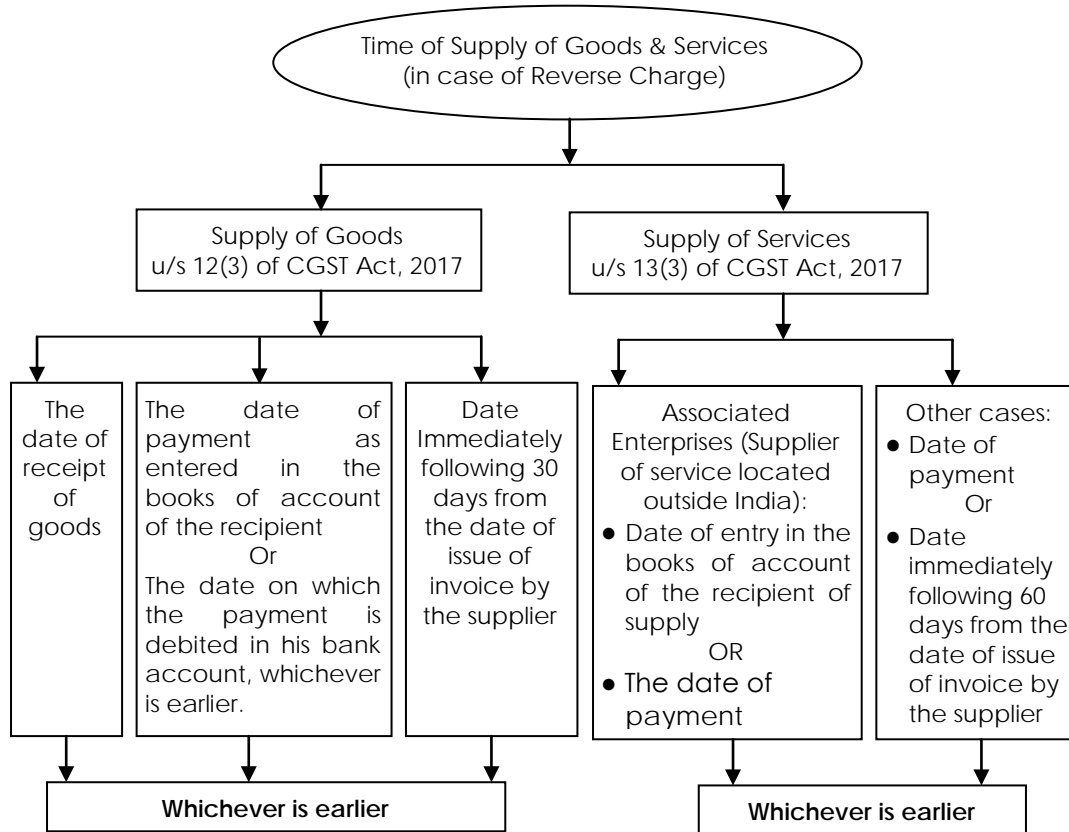 Time of Supply of Goods & Services
(in case of Reverse Charge)
Supply of Goods
u/s 12(3) of CGST Act, 2017
Supply of Services
u/s 13(3) of CGST Act, 2017
The
date of
receipt
of
goods
The date of
payment as
entered in the
books of account
of the recipient
Or
The date on which
the payment is
debited in his bank
account, whichever
is earlier.
Date
Immediately
following 30
days from
the date of
issue of
invoice by
the supplier
Associated
Enterprises (Supplier
of service located
outside India):
● Date of entry in the
books of account
of the recipient of
supply
OR
● The date of
payment
Other cases:
● Date of
payment
Or
● Date
immediately
following 60
days from the
date of issue
of invoice by
the supplier
Whichever is earlier
Whichever is earlier